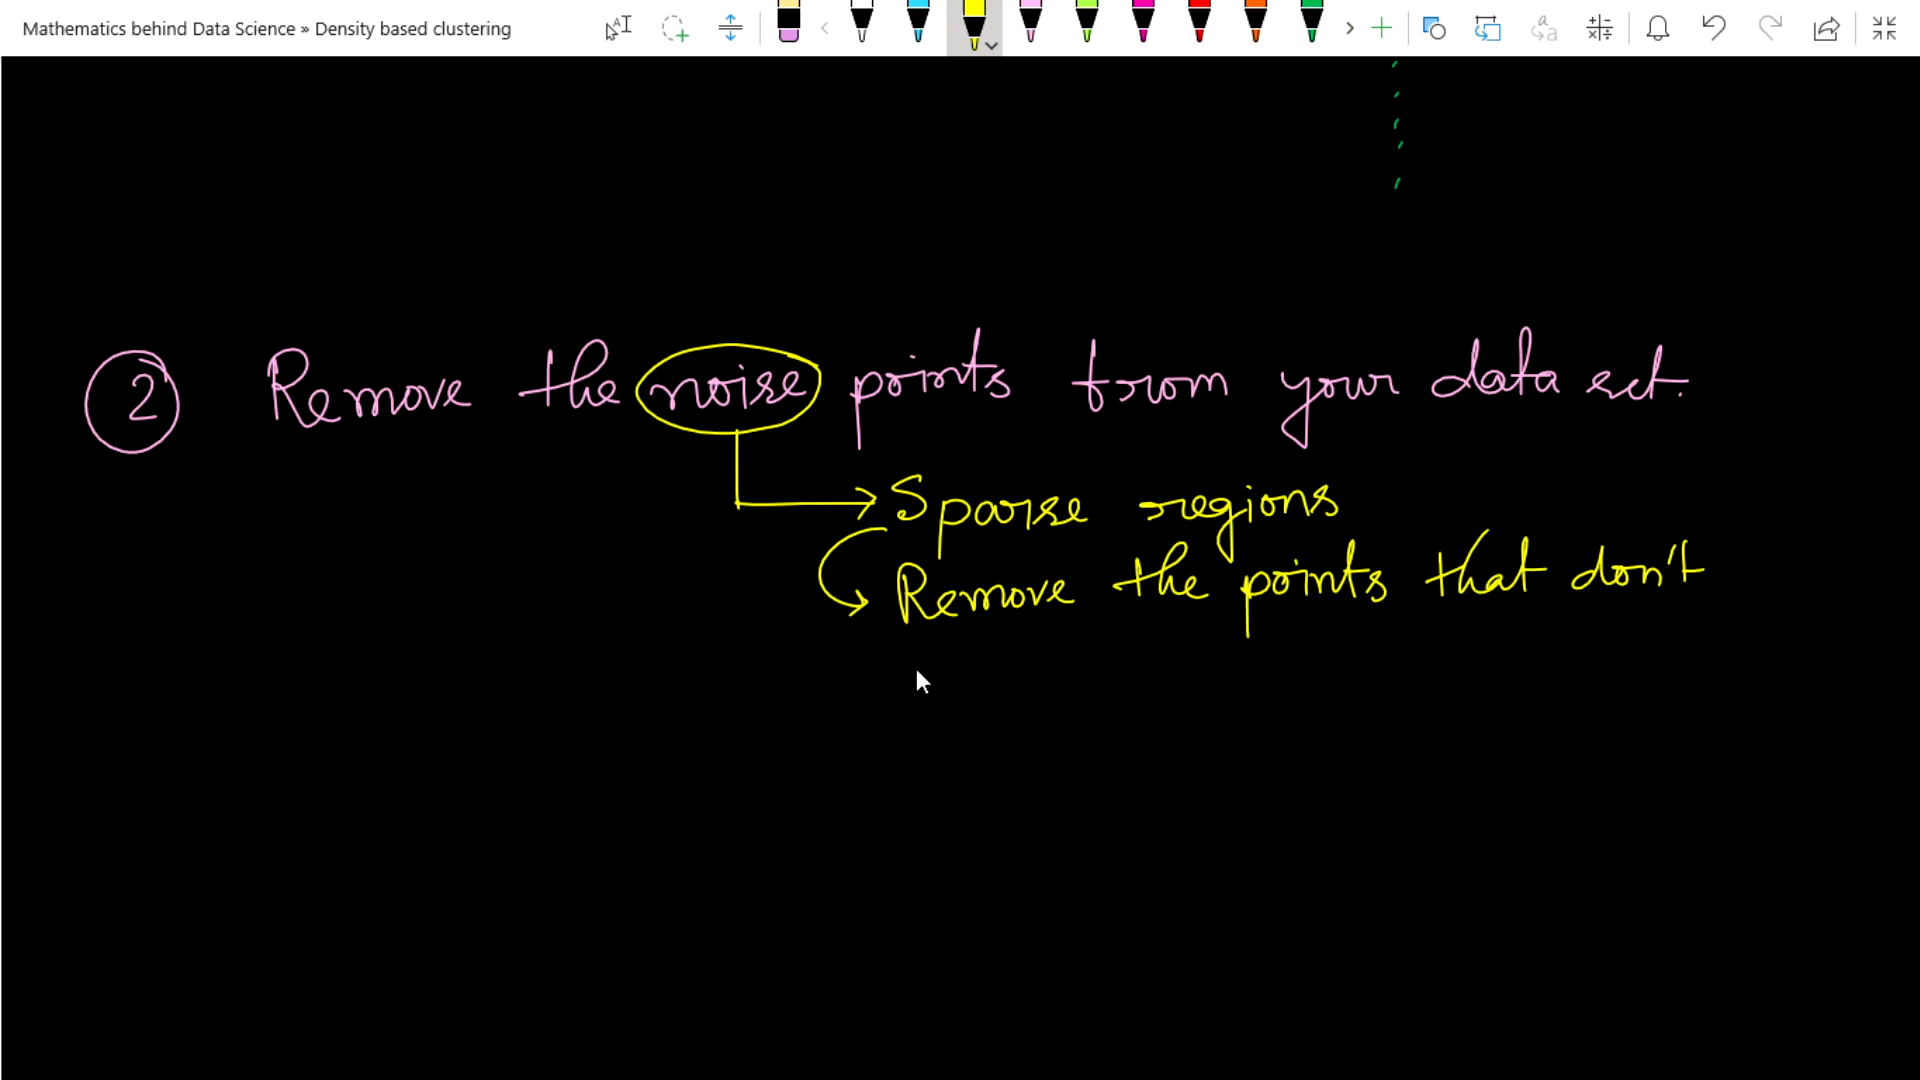 Mathematics behind Data Science » Density based clustering
2 Remove the noise points from your data set.
Sparse regions
Remove the points that don't